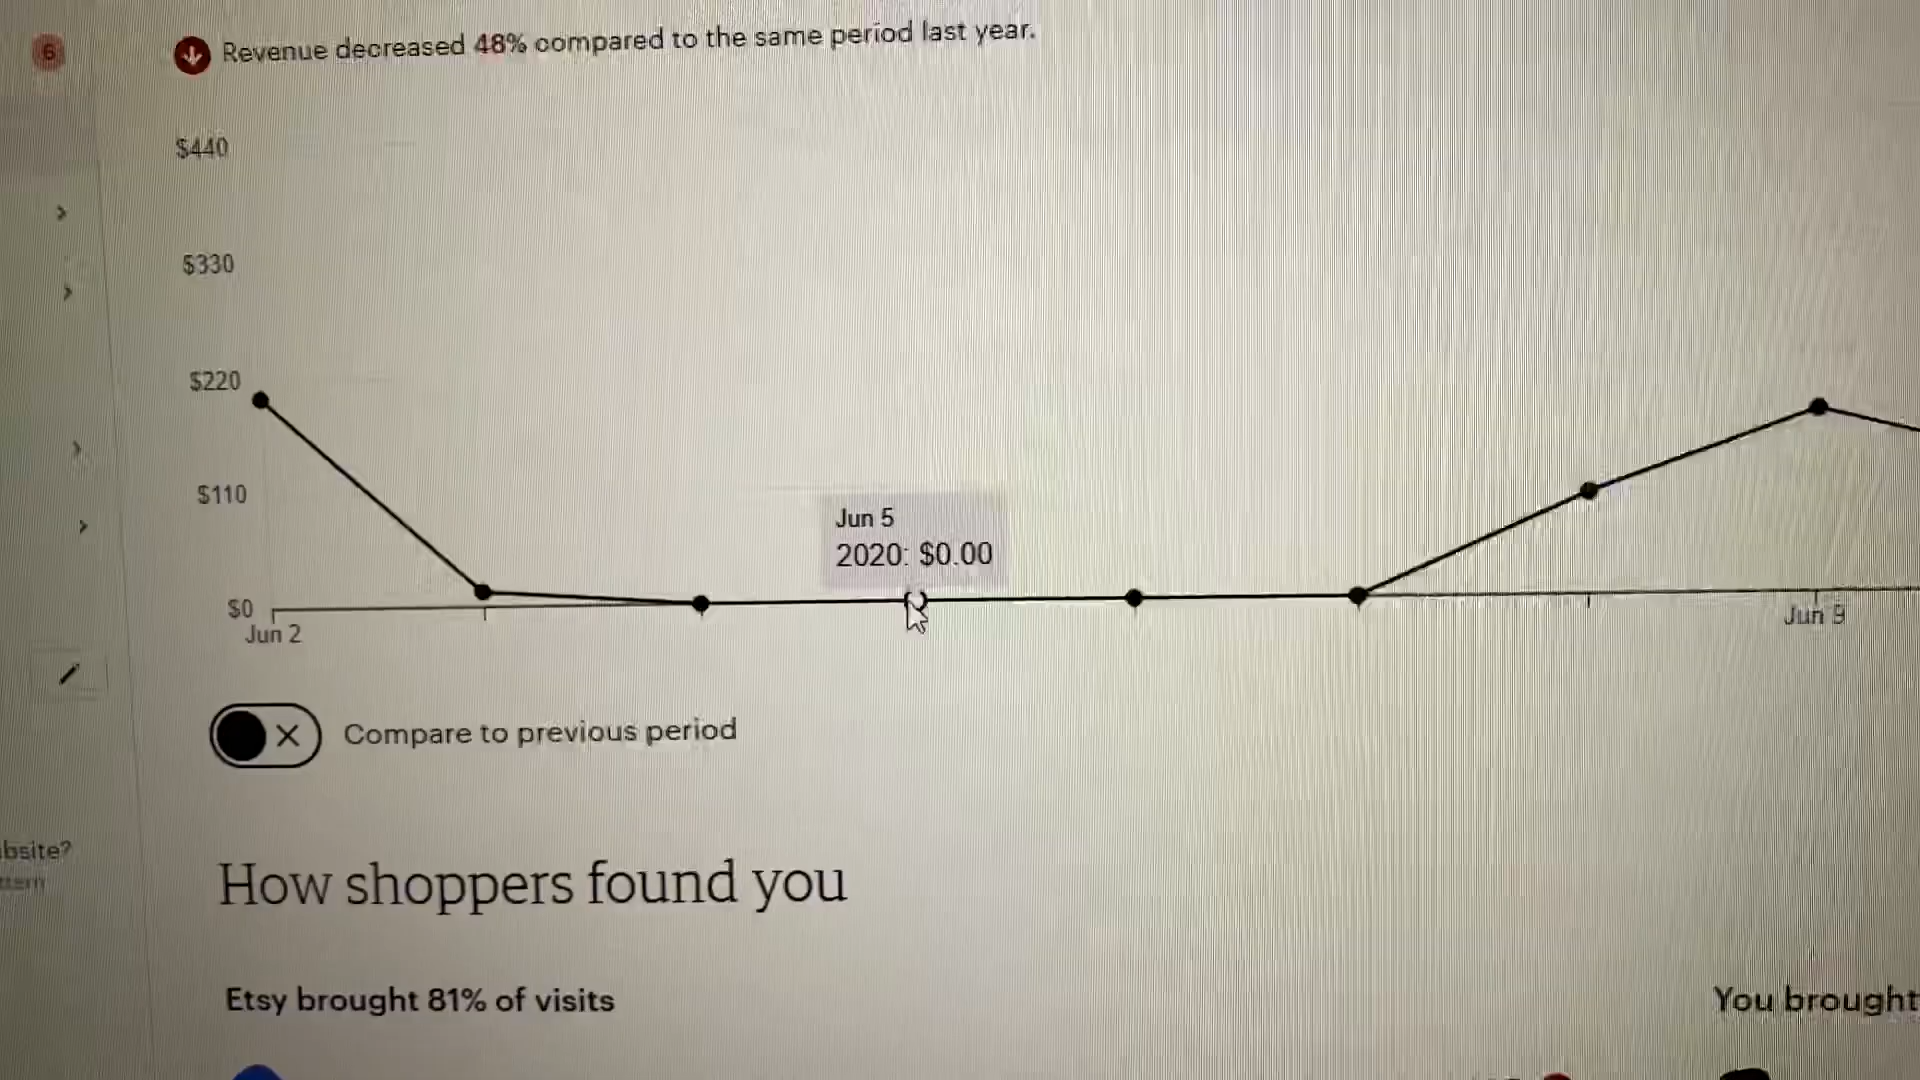 6
Revenue decreased 48% compared to the same period last year.
$440
$330
$220
$110
Jun 5
2020: $0.00
$0
Jun 2
Jun 9
Compare to previous period
bsite?
ttern
How shoppers found you
Etsy brought 81% of visits
You brought